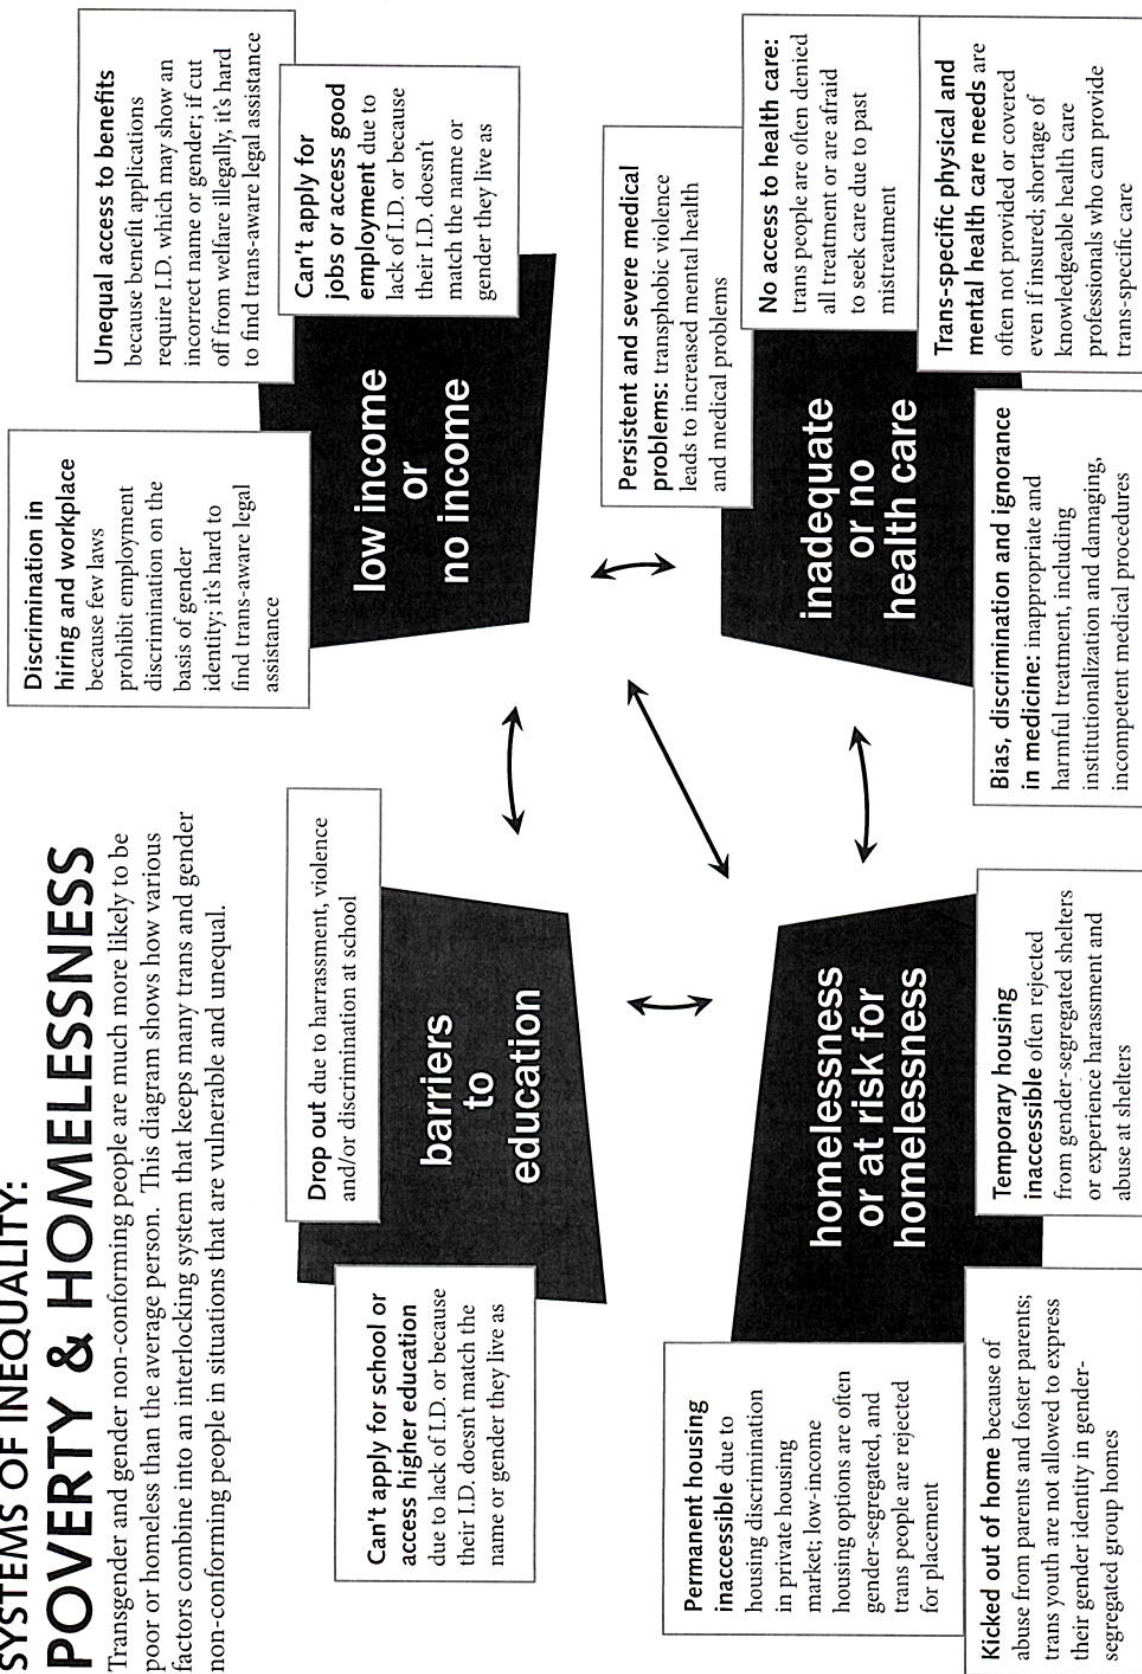 SYSTEMS OF INEQUALITY:
POVERTY & HOMELESSNESS
Transgender and gender non-conforming people are much more likely to be
poor or homeless than the average person. This diagram shows how various
factors combine into an interlocking system that keeps many trans and gender
non-conforming people in situations that are vulnerable and unequal.
Drop out due to harrassment, violence
and/or discrimination at school
Can't apply for school or
access higher education
due to lack of I.D. or because
their I.D. doesn't match the
name or gender they live as
barriers
to
education
Discrimination in
hiring and workplace
because few laws
prohibit employment
discrimination on the
basis of gender
identity; it's hard to
find trans-aware legal
assistance
Unequal access to benefits
because benefit applications
require I.D. which may show an
incorrect name or gender; if cut
off from welfare illegally, it's hard
to find trans-aware legal assistance
Can't apply for
jobs or access good
employment due to
lack of I.D. or because
their I.D. doesn't
match the name or
gender they live as
low income
or
no income
Permanent housing
inaccessible due to
housing discrimination
in private housing
market; low-income
housing options are often
gender-segregated, and
trans people are rejected
for placement
Kicked out of home because of
abuse from parents and foster parents;
trans youth are not allowed to express
their gender identity in gender-
segregated group homes
homelessness
or at risk for
homelessness
Temporary housing
inaccessible often rejected
from gender-segregated shelters
or experience harassment and
abuse at shelters
Persistent and severe medical
problems: transphobic violence
leads to increased mental health
and medical problems
No access to health care:
trans people are often denied
all treatment or are afraid
to seek care due to past
mistreatment
inadequate
or no
health care
Trans-specific physical and
mental health care needs are
often not provided or covered
even if insured; shortage of
knowledgeable health care
professionals who can provide
trans-specific care
Bias, discrimination and ignorance
in medicine: inappropriate and
harmful treatment, including
institutionalization and damaging,
incompetent medical procedures